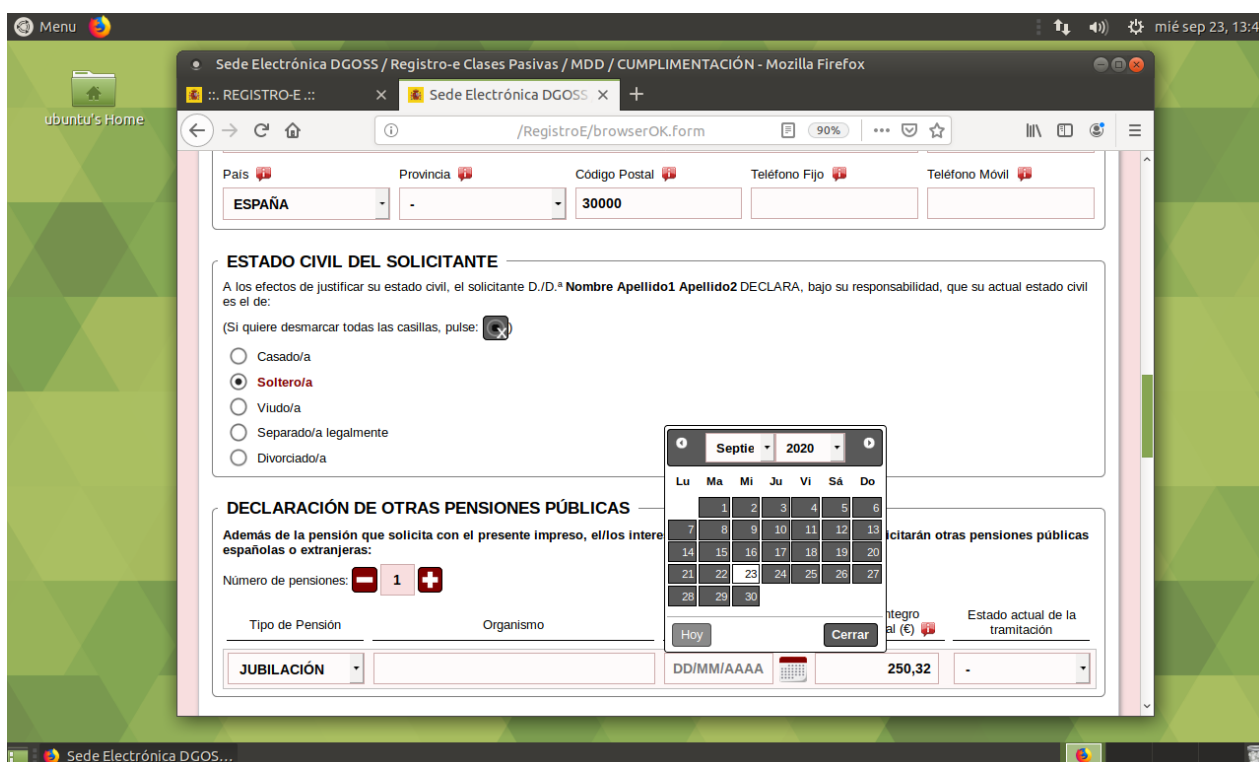 Menu
mié sep 23, 13:4
ubuntu's Home
Sede Electrónica DGOSS / Registro-e Clases Pasivas / MDD / CUMPLIMENTACIÓN - Mozilla Firefox
::. REGISTRO-E .::
Sede Electrónica DGOSS
/RegistroE/browserOK.form
90%
País
Provincia
Código Postal
Teléfono Fijo
Teléfono Móvil
ESPAÑA
-
30000
ESTADO CIVIL DEL SOLICITANTE
A los efectos de justificar su estado civil, el solicitante D./D.ª Nombre Apellido1 Apellido2 DECLARA, bajo su responsabilidad, que su actual estado civil
es el de:
(Si quiere desmarcar todas las casillas, pulse: )
Casado/a
Soltero/a
Viudo/a
Separado/a legalmente
Divorciado/a
Septie 2020
Lu Ma Mi Ju Vi Sá Do
1 2 3 4 5 6
7 8 9 10 11 12 13
14 15 16 17 18 19 20
21 22 23 24 25 26 27
28 29 30
Hoy
Cerrar
DECLARACIÓN DE OTRAS PENSIONES PÚBLICAS
Además de la pensión que solicita con el presente impreso, el/los intere
icitarán otras pensiones públicas
españolas o extranjeras:
Número de pensiones: 1
Tipo de Pensión
Organismo
ntegro
al (€)
Estado actual de la
tramitación
JUBILACIÓN
DD/MM/AAAA
250,32
-
Sede Electrónica DGOS...